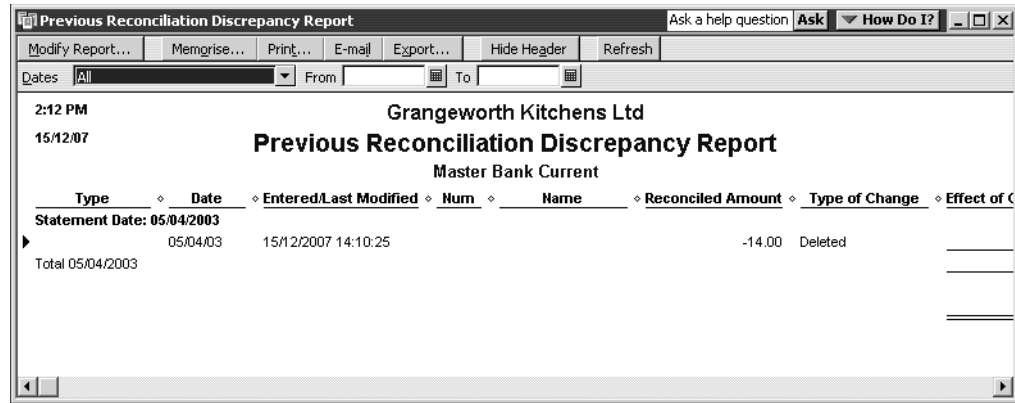 Previous Reconciliation Discrepancy Report Ask a help question Ask How Do I?
Modify Report... Memorise... Print... E-mail Export... Hide Header Refresh
Dates All From To
2:12 PM Grangeworth Kitchens Ltd
15/12/07 Previous Reconciliation Discrepancy Report
Master Bank Current
Type Date Entered/Last Modified Num Name Reconciled Amount Type of Change Effect of C
Statement Date: 05/04/2003
05/04/03 15/12/2007 14:10:25 -14.00 Deleted
Total 05/04/2003